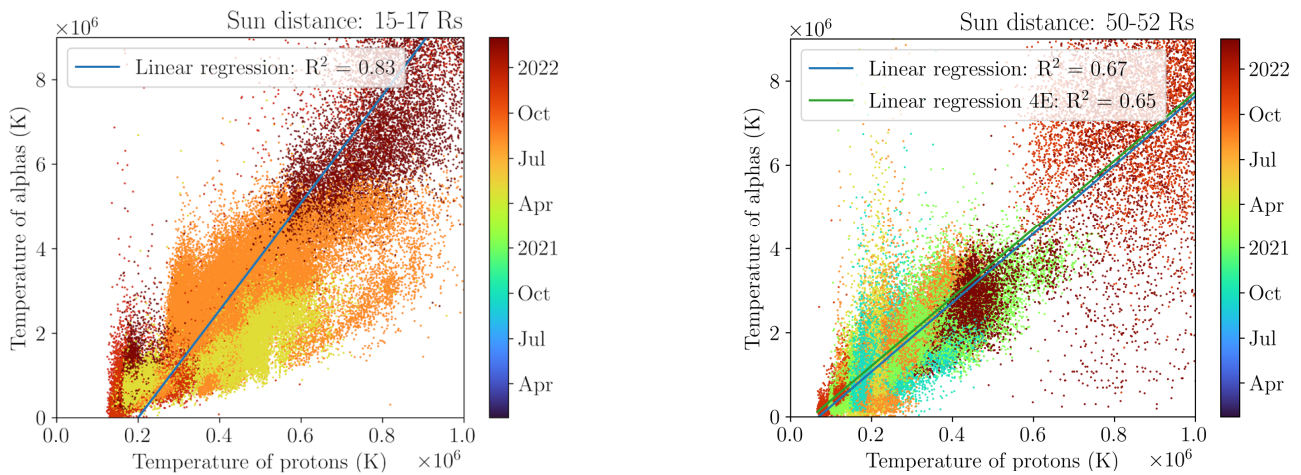 ×10⁶
Sun distance: 15-17 Rs
Linear regression: R² = 0.83
Temperature of alphas (K)
8
6
4
2
0
0.0 0.2 0.4 0.6 0.8 1.0
Temperature of protons (K) ×10⁶
2022
Oct
Jul
Apr
2021
Oct
Jul
Apr
×10⁶
Sun distance: 50-52 Rs
Linear regression: R² = 0.67
Linear regression 4E: R² = 0.65
Temperature of alphas (K)
8
6
4
2
0
0.0 0.2 0.4 0.6 0.8 1.0
Temperature of protons (K) ×10⁶
2022
Oct
Jul
Apr
2021
Oct
Jul
Apr